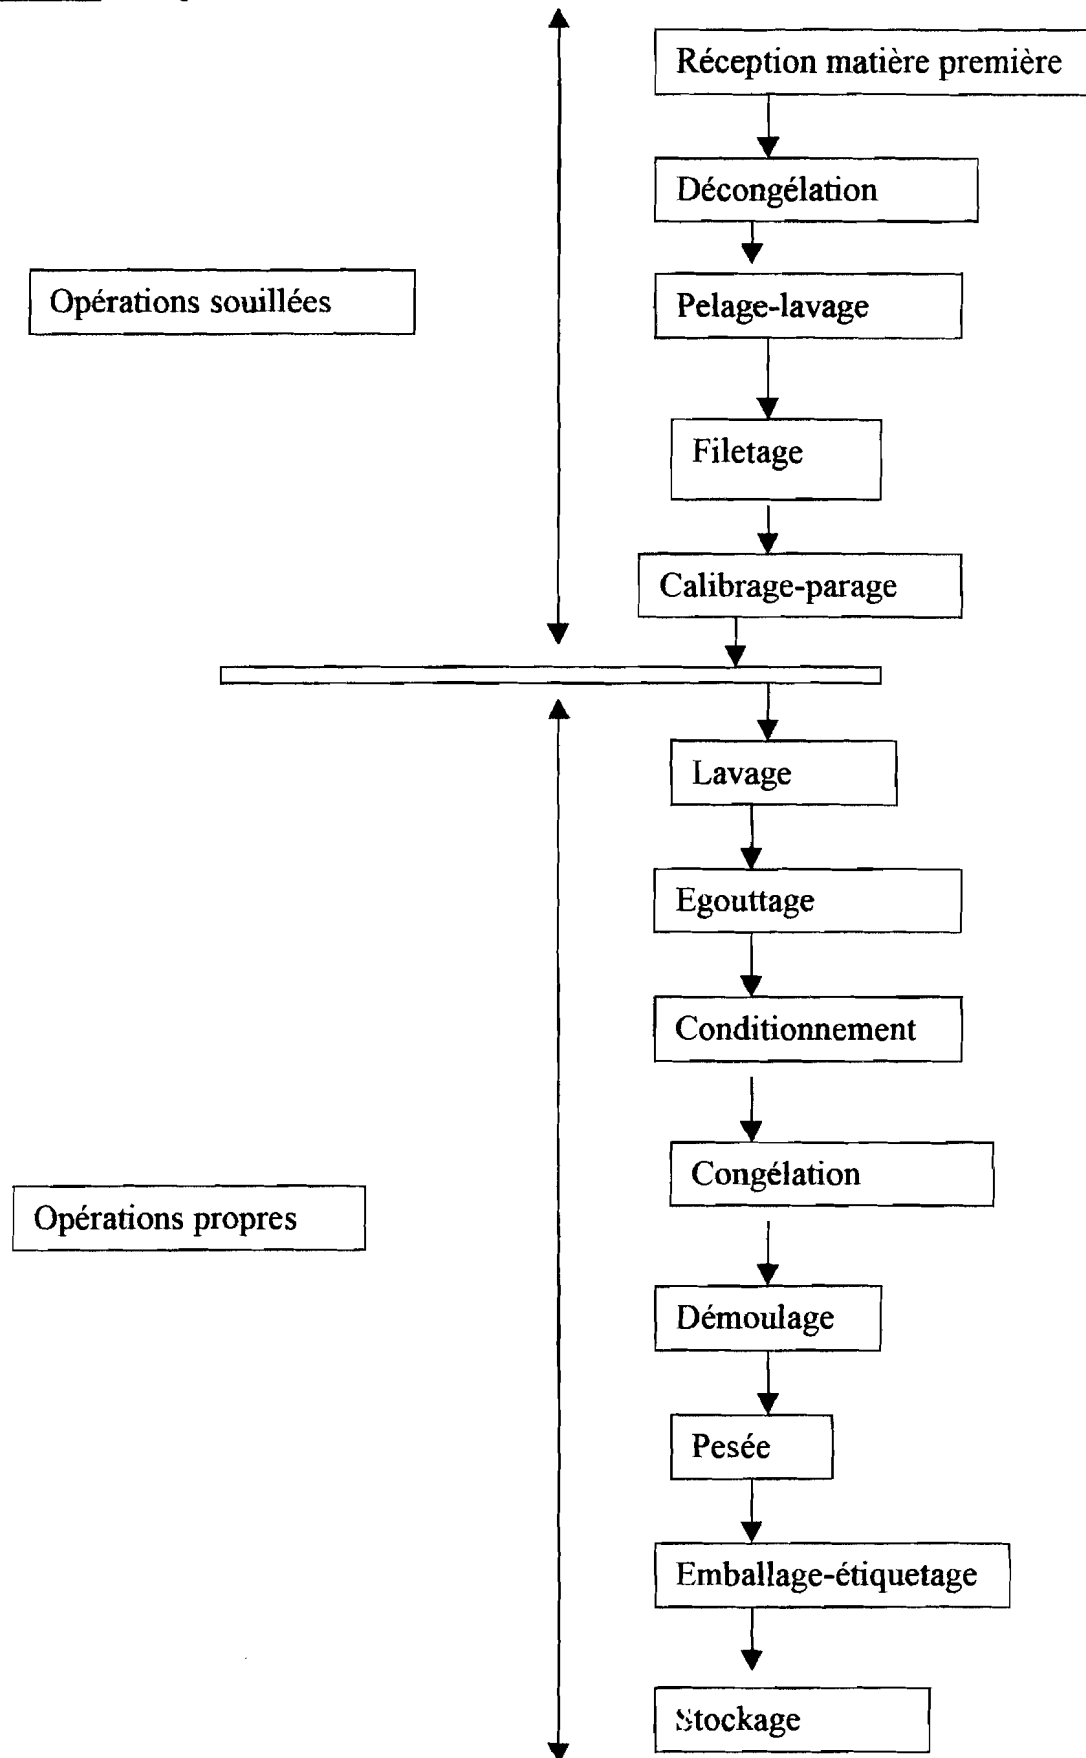 Réception matière première
Décongélation
Opérations souillées
Pelage-lavage
Filetage
Calibrage-parage
Lavage
Egouttage
Conditionnement
Congélation
Opérations propres
Démoulage
Pesée
Emballage-étiquetage
Stockage